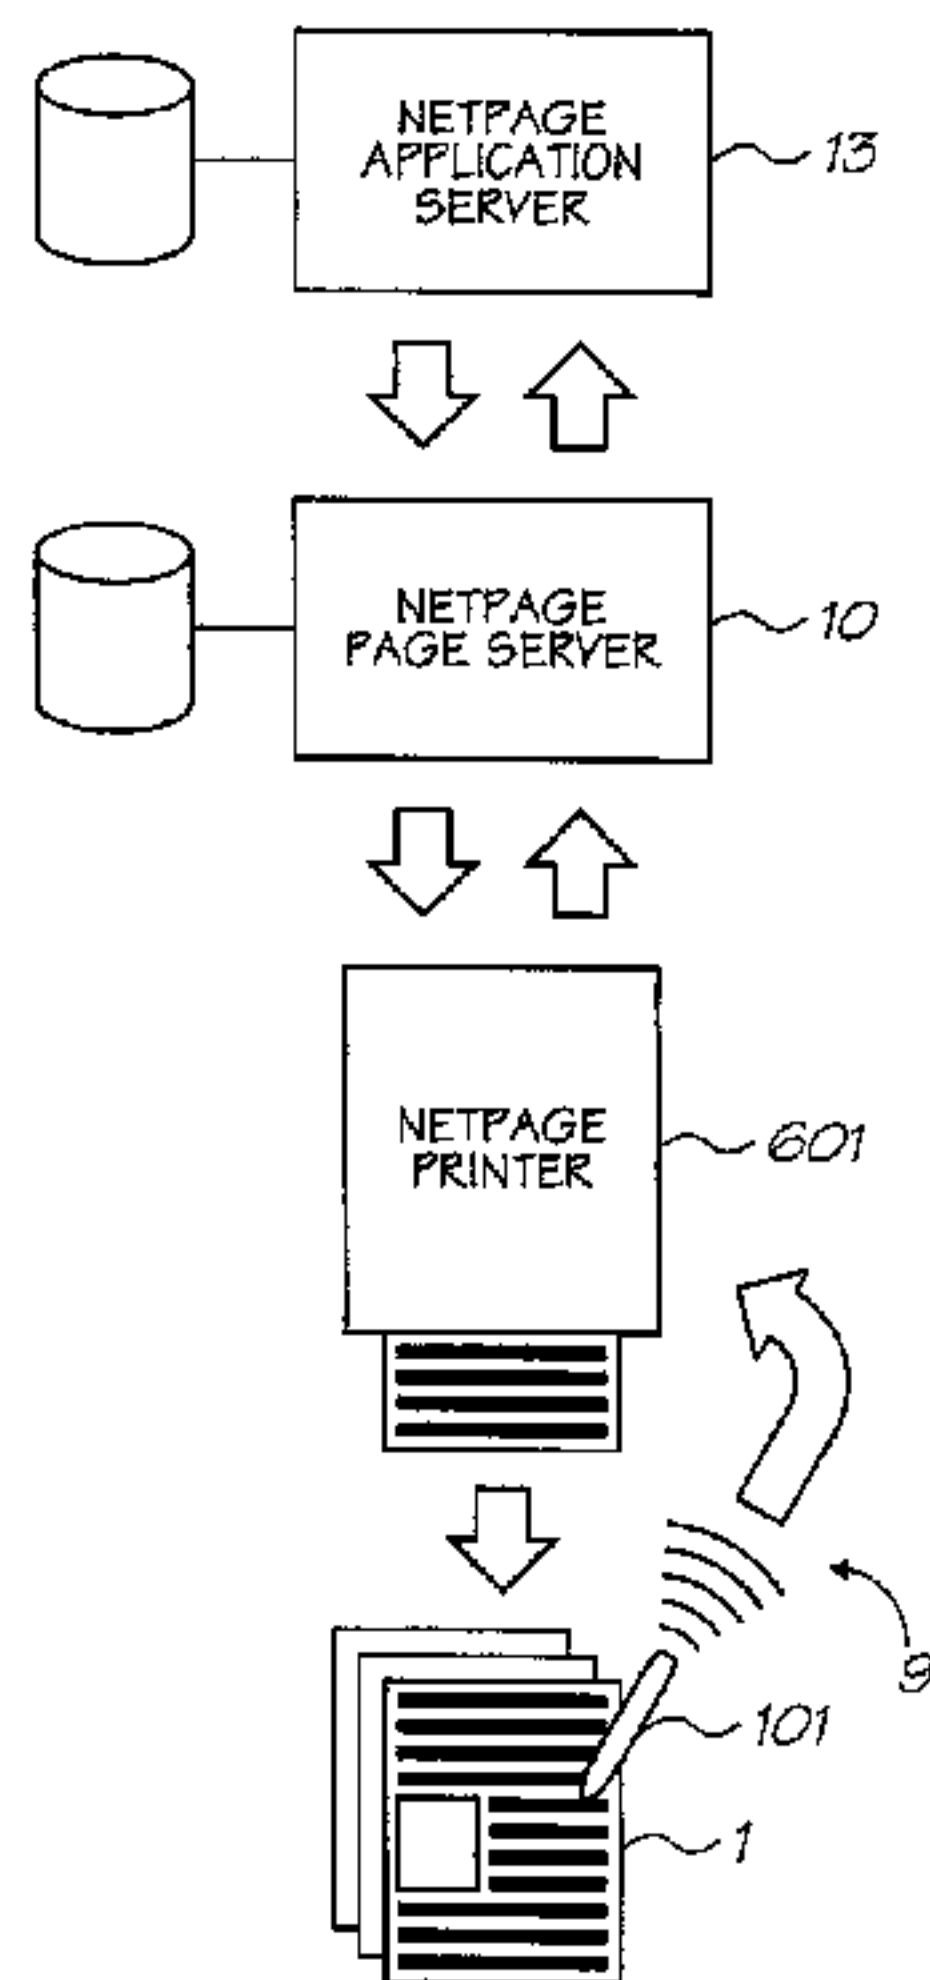 NETPAGE
APPLICATION
SERVER
13
NETPAGE
PAGE SERVER
10
NETPAGE
PRINTER
601
9
101
1